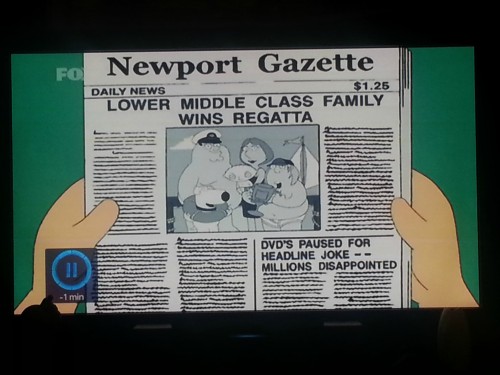 FO
Newport Gazette
DAILY NEWS $1.25
LOWER MIDDLE CLASS FAMILY
WINS REGATTA
DVD'S PAUSED FOR
HEADLINE JOKE --
MILLIONS DISAPPOINTED
-1 min